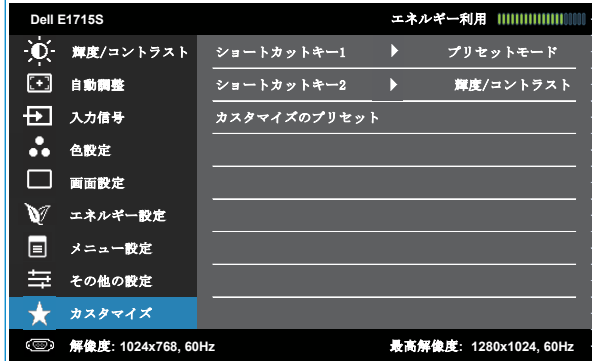 Dell E1715S エネルギー利用
輝度/コントラスト ショートカットキー1 プリセットモード
自動調整 ショートカットキー2 輝度/コントラスト
入力信号 カスタマイズのプリセット
色設定
画面設定
エネルギー設定
メニュー設定
その他の設定
カスタマイズ
解像度: 1024x768, 60Hz 最高解像度: 1280x1024, 60Hz